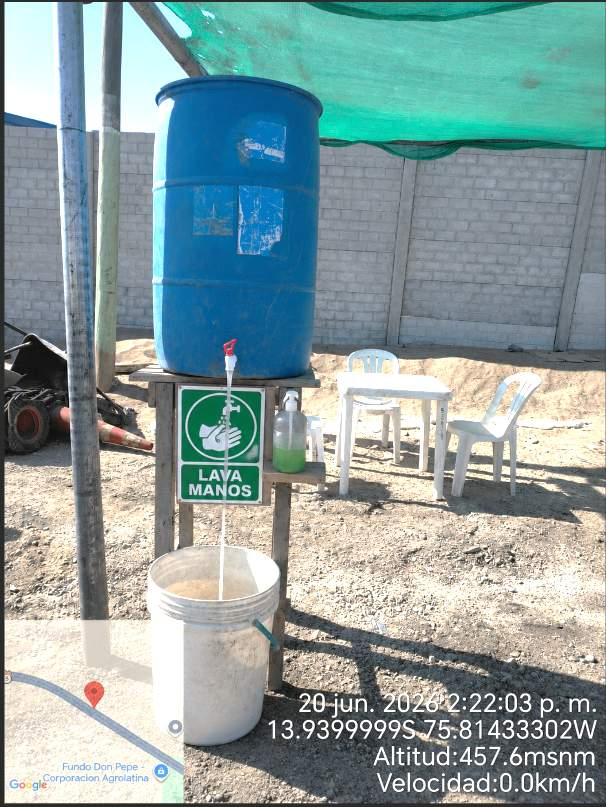 LAVA
MANOS
20 jun. 2026 2:22:03 p. m.
13.9399999S 75.81433302W
Altitud:457.6msnm
Velocidad:0.0km/h
Fundo Don Pepe -
Corporacion Agrolatina
Google